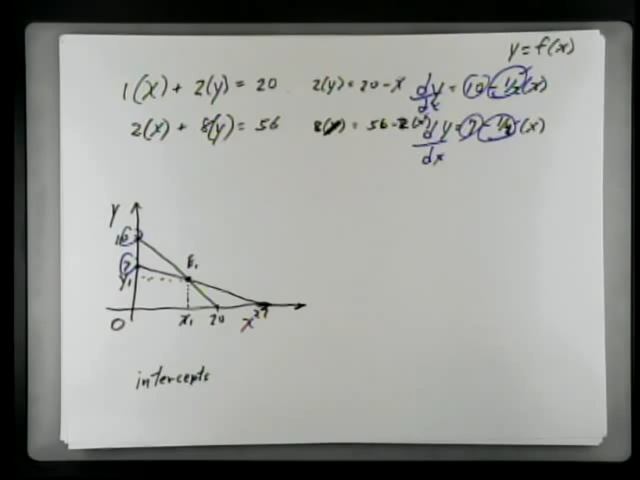 y = f(x)
1(x) + 2(y) = 20 2(y) = 20 - x dy/dx = 10 - 1/2(x)
2(x) + 8(y) = 56 8(y) = 56 - 2(x) dy/dx = 7 - 1/4(x)
y
10
7
y1
E1
0 x1 20 x
intercepts